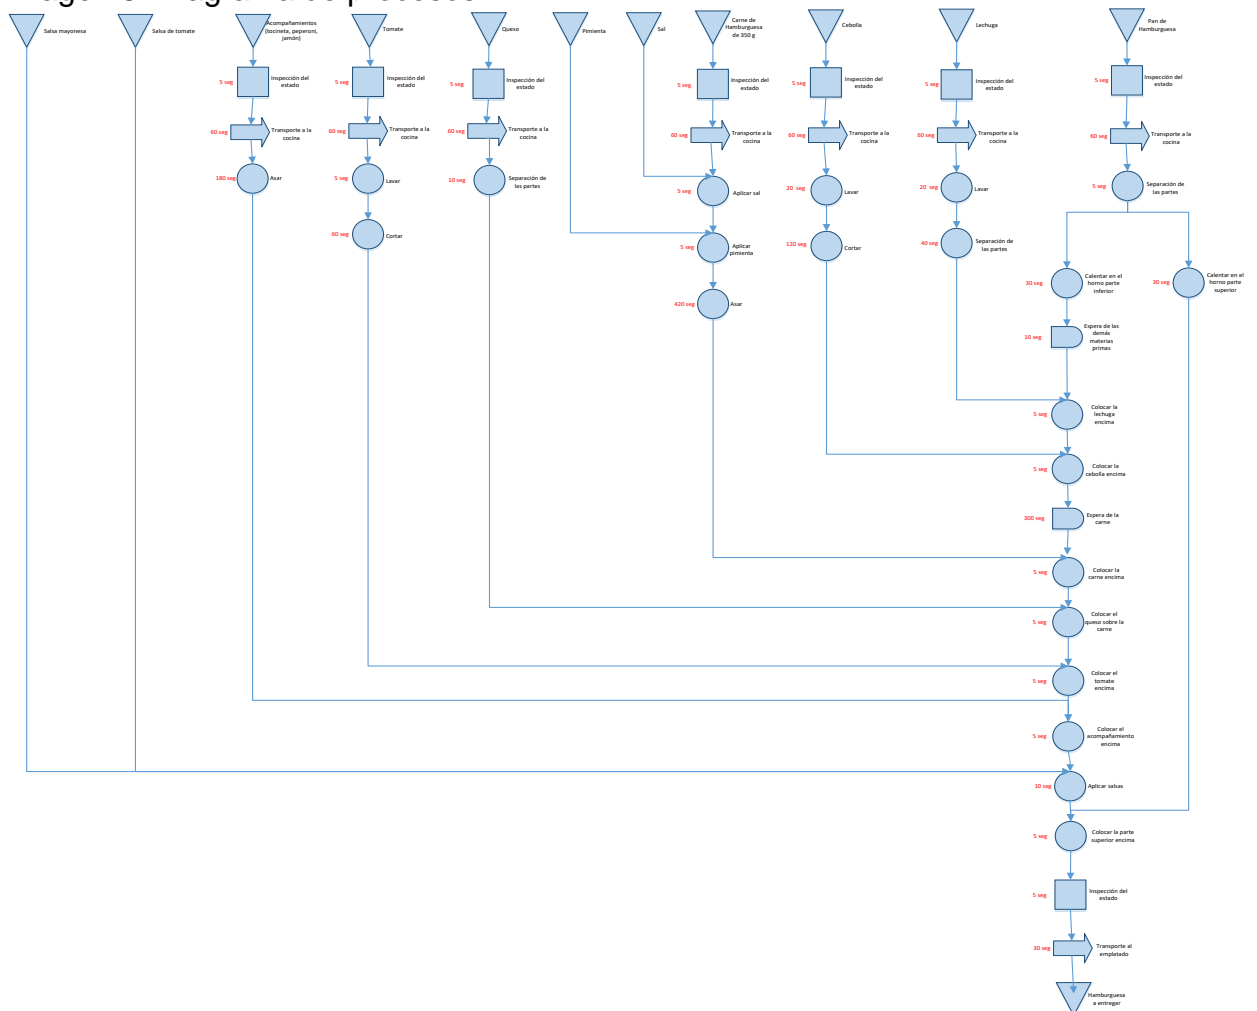 Salsa mayonesa
Salsa de tomate
Acompañamientos
(tocineta, peperoni,
jamón)
Tomate
Queso
Pimienta
Sal
Carne de
Hamburguesa
de 350 g
Cebolla
Lechuga
Pan de
Hamburguesa
5 seg
Inspección del
estado
5 seg
Inspección del
estado
5 seg
Inspección del
estado
5 seg
Inspección del
estado
5 seg
Inspección del
estado
5 seg
Inspección del
estado
5 seg
Inspección del
estado
60 seg
Transporte a la
cocina
60 seg
Transporte a la
cocina
60 seg
Transporte a la
cocina
60 seg
Transporte a la
cocina
60 seg
Transporte a la
cocina
60 seg
Transporte a la
cocina
60 seg
Transporte a la
cocina
180 seg
Asar
5 seg
Lavar
10 seg
Separación de
las partes
5 seg
Aplicar sal
20 seg
Lavar
20 seg
Lavar
5 seg
Separación de
las partes
60 seg
Cortar
5 seg
Aplicar
pimienta
120 seg
Cortar
40 seg
Separación de
las partes
30 seg
Calentar en el
horno parte
inferior
30 seg
Calentar en el
horno parte
superior
420 seg
Asar
10 seg
Espera de las
demás
materias
primas
5 seg
Colocar la
lechuga
encima
5 seg
Colocar la
cebolla encima
300 seg
Espera de la
carne
5 seg
Colocar la
carne encima
5 seg
Colocar el
queso sobre la
carne
5 seg
Colocar el
tomate
encima
5 seg
Colocar el
acompañamiento
encima
10 seg
Aplicar salsas
5 seg
Colocar la parte
superior encima
5 seg
Inspección del
estado
30 seg
Transporte al
emplatado
Hamburguesa
a entregar